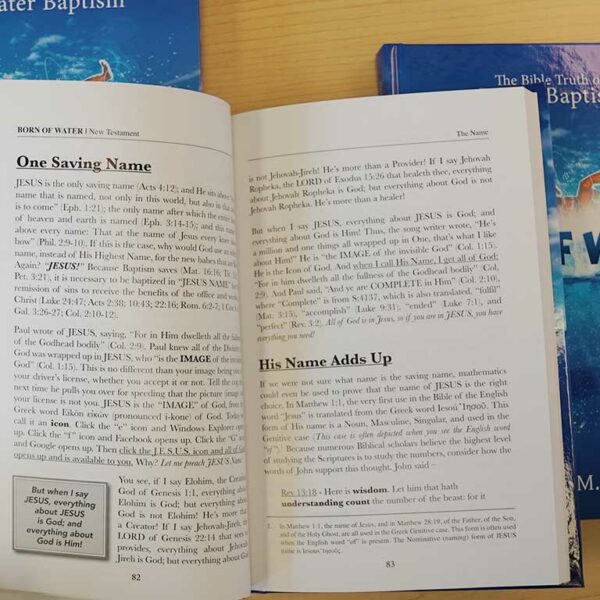 ater Baptism
The Bible Truth o
Baptis
F W
M.
BORN OF WATER | New Testament
One Saving Name
JESUS is the only saving name (Acts 4:12); and He sits above
name that is named, not only in this world, but also in
is to come" (Eph. 1:21); the only name after which the enti
of heaven and earth is named (Eph. 3:14-15); and this na
above every name: That at the name of Jesus every knee
bow" (Phil. 2:9-10). If this is the case, why would God use an
name, instead of His Highest Name, for the new babes
Again? "JESUS!" Because Baptism saves (Mat. 16:16; Tit.
Pet. 3:21), it is necessary to be baptized in "JESUS NAME" for
remission of sins to receive the benefits of the office and work
Christ (Luke 24:47; Acts 2:38; 10:43; 22:16; Rom. 6:2-7; 1 Co
Gal. 3:26-27; Col. 2:10-12).
Paul wrote of JESUS, saying, "For in Him dwelleth all the fulln
of the Godhead bodily" (Col. 2:9). Paul knew all of the Divine
God was wrapped up in JESUS, who "is the IMAGE of the invi
God" (Col. 1:15). This is no different than your image being
your driver's license, whether you accept it or not. Tell the
next time he pulls you over for speeding that the picture imag
your license is not you. JESUS is the "IMAGE" of God, from
Greek word Eikōn εἰκών (pronounced i-kone) of God. Today
call it an icon. Click the "e" icon and Windows Explorer op
up. Click the "f" icon and Facebook opens up. Click the "G"
and Google opens up. Then click the J.E.S.U.S. icon and all of
opens up and is available to you. Why? Let me preach JESUS
But when I say
JESUS, everything
about JESUS
is God; and
everything about
God is Him!
You see, if I say Elohim, the Crea
God of Genesis 1:1, everything
Elohim is God; but everything
God is not Elohim! He's more tha
a Creator! If I say Jehovah-Jireh, th
LORD of Genesis 22:14 that sees
provides, everything about Jehovah
Jireh is God; but everything about Go
82
The Name
is not Jehovah-Jireh! He's more than a Provider! If I say Jehovah
Ropheka, the LORD of Exodus 15:26 that healeth thee, everything
about Jehovah Ropheka is God; but everything about God is not
Jehovah Ropheka. He's more than a healer!
But when I say JESUS, everything about JESUS is God; and
everything about God is Him! Thus, the song writer wrote, "He's
a million and one things all wrapped up in One, that's what I like
about Him!" He is "the IMAGE of the invisible God" (Col. 1:15).
He is the Icon of God. And when I call His Name, I get all of God:
"For in him dwelleth all the fullness of the Godhead bodily" (Col.
2:9). And Paul said, "And ye are COMPLETE in Him" (Col. 2:10),
where "Complete" is from S:4137, which is also translated, "fulfil"
(Mat. 3:15), "accomplish" (Luke 9:31), "ended" (Luke 7:1), and
"perfect" (Rev. 3:2). All of God is in Jesus, so if you are in JESUS, you have
everything you need!
His Name Adds Up
If we were not sure what name is the saving name, mathematics
could even be used to prove that the name of JESUS is the right
choice. In Matthew 1:1, the very first use in the Bible of the English
word "Jesus" is translated from the Greek word Iesoú Ἰησοῦ. This
form of His name is a Noun, Masculine, Singular, and used in the
Genitive case (This case is often depicted when you see the English word
"of"). Because numerous Biblical scholars believe the highest level
of studying the Scriptures is to study the numbers, consider how the
words of John support this thought. John said –
Rev 13:18 - Here is wisdom. Let him that hath
understanding count the number of the beast: for it
1. In Matthew 1:1, the name of Jesus, and in Matthew 28:19, of the Father, of the Son,
and of the Holy Ghost, are all used in the Greek Genitive case. This form is often used
when the English word "of" is present. The Nominative (naming) form of JESUS
name is Iesous
83